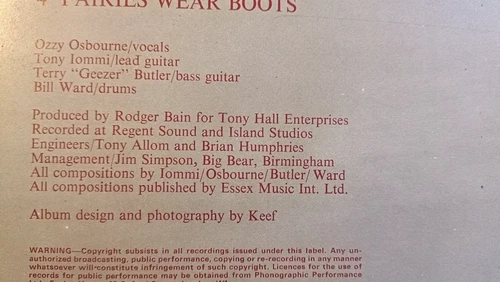 4 FAIRIES WEAR BOOTS
Ozzy Osbourne/vocals
Tony Iommi/lead guitar
Terry “Geezer” Butler/bass guitar
Bill Ward/drums
Produced by Rodger Bain for Tony Hall Enterprises
Recorded at Regent Sound and Island Studios
Engineers/Tony Allom and Brian Humphries
Management/Jim Simpson, Big Bear, Birmingham
All compositions by Iommi/Osbourne/Butler/Ward
All compositions published by Essex Music Int. Ltd.
Album design and photography by Keef
WARNING—Copyright subsists in all recordings issued under this label. Any un-
authorized broadcasting, public performance, copying or re-recording in any manner
whatsoever will constitute infringement of such copyright. Licences for the use of
records for public performance may be obtained from Phonographic Performance